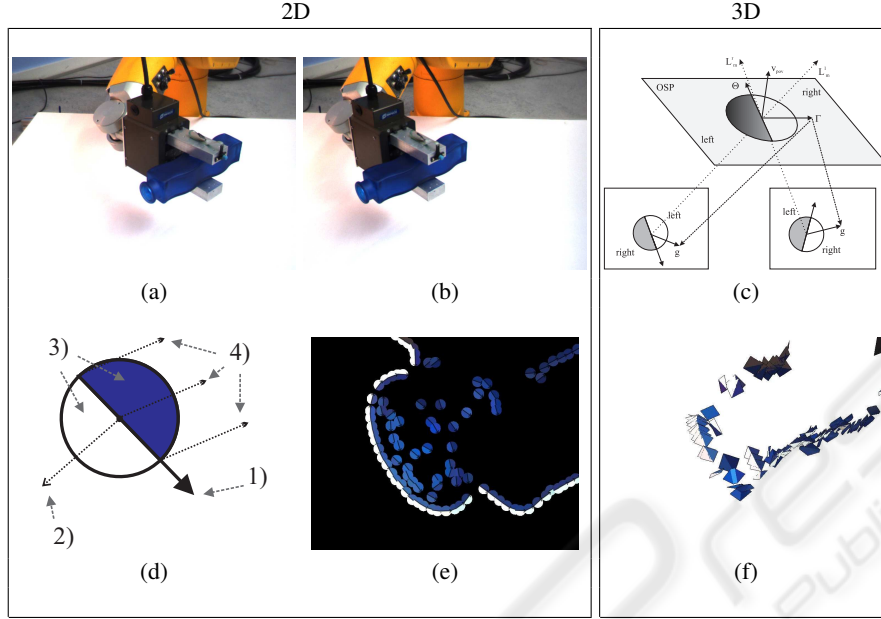 2D
3D
(a)
(b)
OSP
left
right
Θ
Γ
left
right
g
left
right
g
(c)
1)
2)
3)
4)
(d)
(e)
(f)